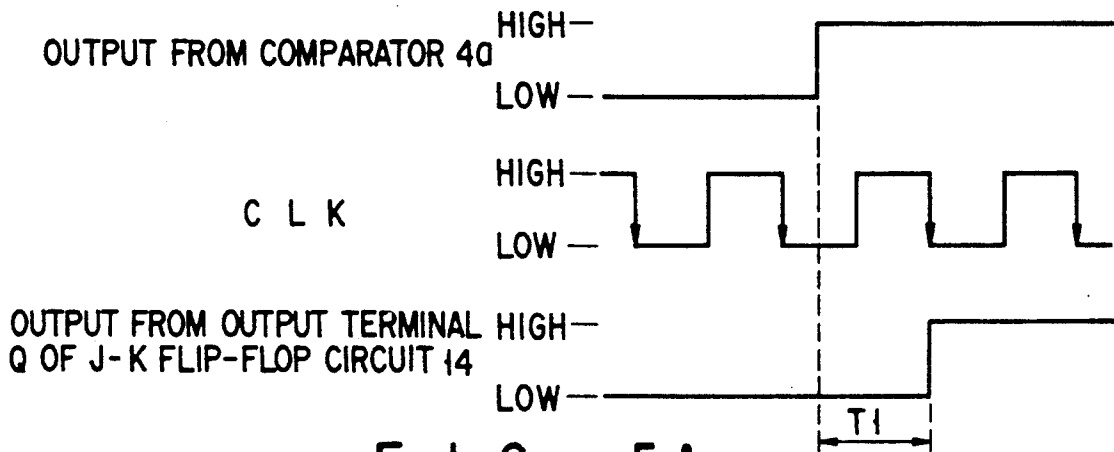 HIGH
OUTPUT FROM COMPARATOR 4a
LOW
HIGH
CLK
LOW
OUTPUT FROM OUTPUT TERMINAL HIGH
Q OF J-K FLIP-FLOP CIRCUIT 14
LOW
T1